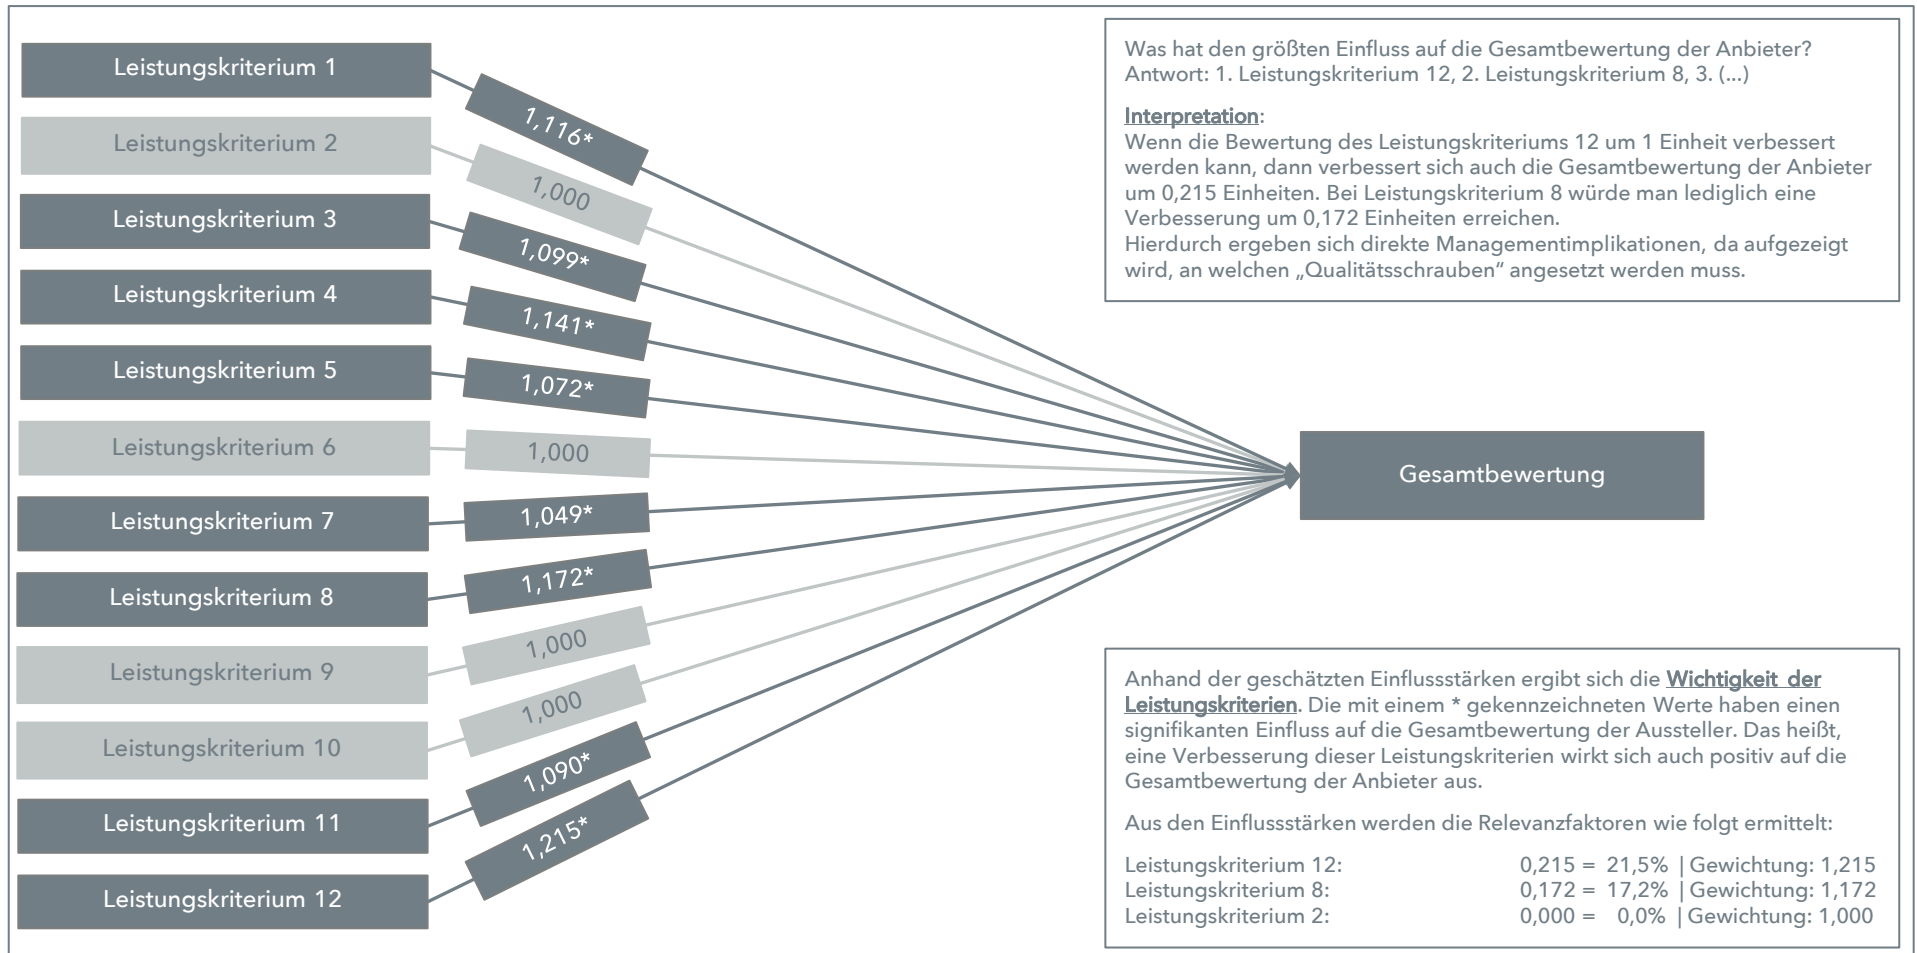 Leistungskriterium 1
1,116*
Leistungskriterium 2
1,000
Leistungskriterium 3
1,099*
Leistungskriterium 4
1,141*
Leistungskriterium 5
1,072*
Leistungskriterium 6
1,000
Leistungskriterium 7
1,049*
Leistungskriterium 8
1,172*
Leistungskriterium 9
1,000
Leistungskriterium 10
1,000
Leistungskriterium 11
1,090*
Leistungskriterium 12
1,215*
Gesamtbewertung
Was hat den größten Einfluss auf die Gesamtbewertung der Anbieter?
Antwort: 1. Leistungskriterium 12, 2. Leistungskriterium 8, 3. (...)
Interpretation:
Wenn die Bewertung des Leistungskriteriums 12 um 1 Einheit verbessert
werden kann, dann verbessert sich auch die Gesamtbewertung der Anbieter
um 0,215 Einheiten. Bei Leistungskriterium 8 würde man lediglich eine
Verbesserung um 0,172 Einheiten erreichen.
Hierdurch ergeben sich direkte Managementimplikationen, da aufgezeigt
wird, an welchen „Qualitätsschrauben“ angesetzt werden muss.
Anhand der geschätzten Einflussstärken ergibt sich die Wichtigkeit der
Leistungskriterien. Die mit einem * gekennzeichneten Werte haben einen
signifikanten Einfluss auf die Gesamtbewertung der Aussteller. Das heißt,
eine Verbesserung dieser Leistungskriterien wirkt sich auch positiv auf die
Gesamtbewertung der Anbieter aus.
Aus den Einflussstärken werden die Relevanzfaktoren wie folgt ermittelt:
Leistungskriterium 12: 0,215 = 21,5% | Gewichtung: 1,215
Leistungskriterium 8: 0,172 = 17,2% | Gewichtung: 1,172
Leistungskriterium 2: 0,000 = 0,0% | Gewichtung: 1,000